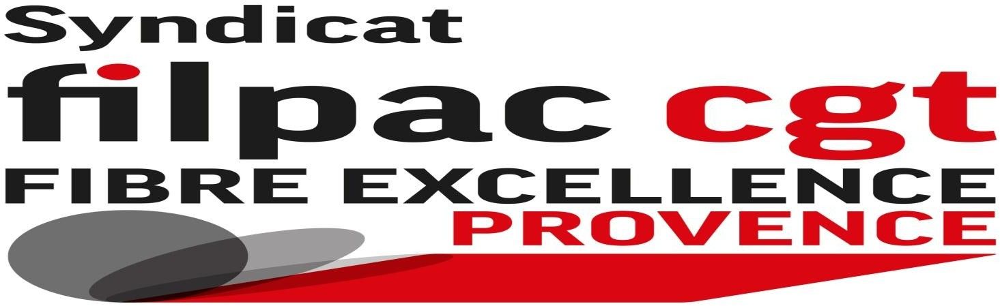 Syndicat
filpac cgt
FIBRE EXCELLENCE
PROVENCE